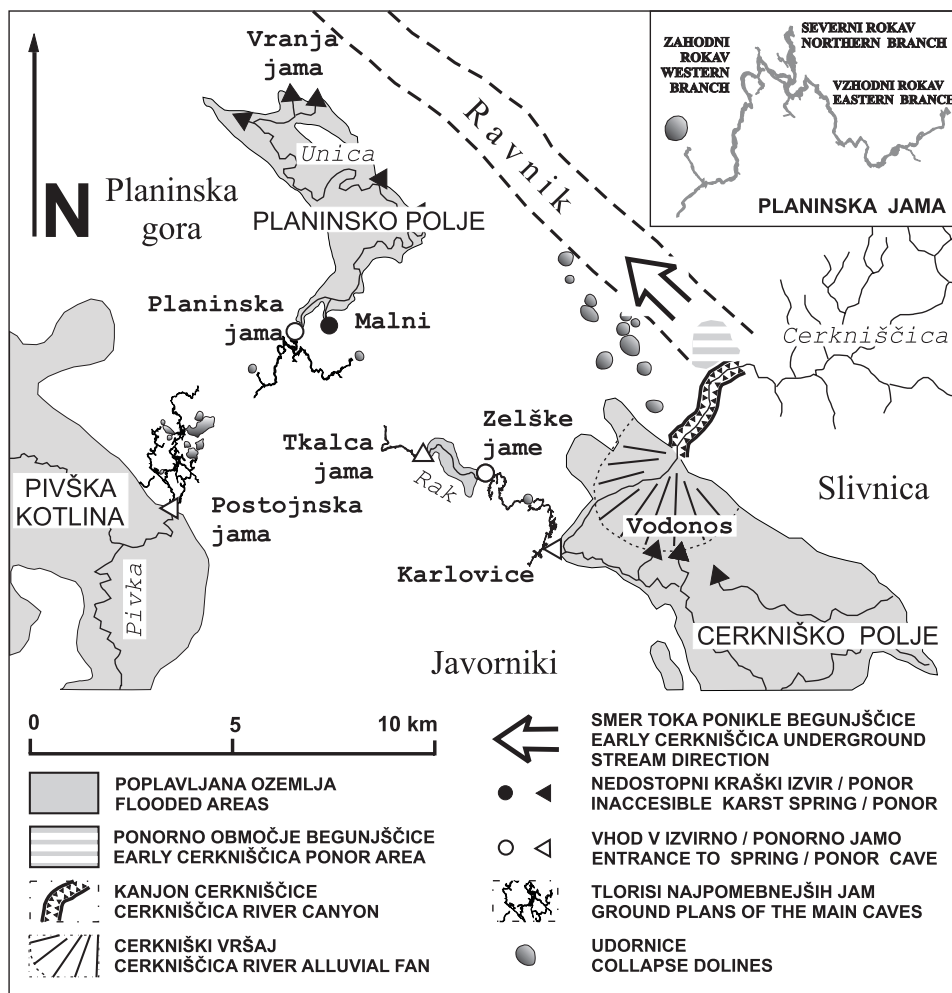 Vranja
jama
Ravnik
Unica
Planinska
gora
N
PLANINSKO POLJE
SEVERNI ROKAV
NORTHERN BRANCH
ZAHODNI
ROKAV
WESTERN
BRANCH
VZHODNI ROKAV
EASTERN BRANCH
PLANINSKA JAMA
Planinska
jama
Malni
Cerkniščica
Zelške
jame
Tkalca
jama
Rak
Slivnica
PIVŠKA
KOTLINA
Postojnska
jama
Vodonos
Karlovice
Pivka
CERKNIŠKO POLJE
Javorniki
0 5 10 km
POPLAVLJANA OZEMLJA
FLOODED AREAS
PONORNO OBMOČJE BEGUNJŠČICE
EARLY CERKNIŠČICA PONOR AREA
KANJON CERKNIŠČICE
CERKNIŠČICA RIVER CANYON
CERKNIŠKI VRŠAJ
CERKNIŠČICA RIVER ALLUVIAL FAN
SMER TOKA PONIKLE BEGUNJŠČICE
EARLY CERKNIŠČICA UNDERGROUND
STREAM DIRECTION
NEDOSTOPNI KRAŠKI IZVIR / PONOR
INACCESIBLE KARST SPRING / PONOR
VHOD V IZVIRNO / PONORNO JAMO
ENTRANCE TO SPRING / PONOR CAVE
TLORISI NAJPOMEBNEJŠIH JAM
GROUND PLANS OF THE MAIN CAVES
UDORNICE
COLLAPSE DOLINES